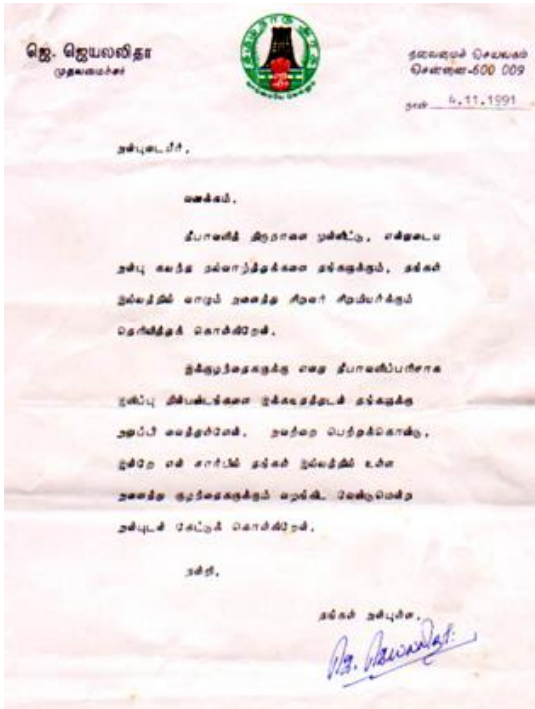 ஜெ. ஜெயலலிதா
முதலமைச்சர்
தலைமைச் செயலகம்
சென்னை-600 009
நாள் 4.11.1991
அன்புடையீர்,
வணக்கம்.
தீபாவளித் திருநாளை முன்னிட்டு, என்னுடைய
அன்பு கலந்த நல்வாழ்த்துக்களை தங்களுக்கும், தங்கள்
இல்லத்தில் வாழும் அனைத்து சிறுவர் சிறுமியர்க்கும்
தெரிவித்துக் கொள்கிறேன்.
இக்குழந்தைகளுக்கு எனது தீபாவளிப்பரிசாக
இனிப்பு தின்பண்டங்களை இக்கடிதத்துடன் தங்களுக்கு
அனுப்பி வைத்துள்ளேன். அவற்றை பெற்றுக்கொண்டு,
இன்றே என் சார்பில் தங்கள் இல்லத்தில் உள்ள
அனைத்து குழந்தைகளுக்கும் வழங்கிட வேண்டுமென்று
அன்புடன் கேட்டுக் கொள்கிறேன்.
நன்றி,
தங்கள் அன்புள்ள,
ஜெ. ஜெயலலிதா